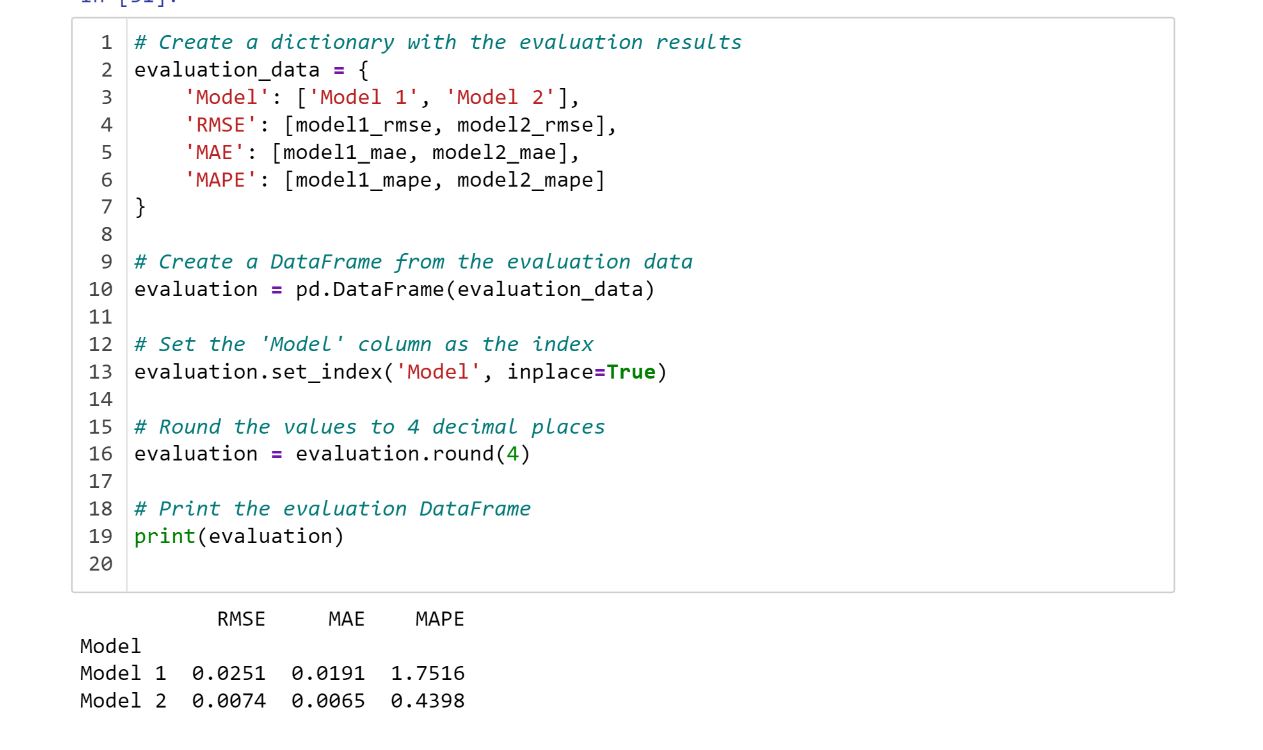 1 # Create a dictionary with the evaluation results
2 evaluation_data = {
3     'Model': ['Model 1', 'Model 2'],
4     'RMSE': [model1_rmse, model2_rmse],
5     'MAE': [model1_mae, model2_mae],
6     'MAPE': [model1_mape, model2_mape]
7 }
8
9 # Create a DataFrame from the evaluation data
10 evaluation = pd.DataFrame(evaluation_data)
11
12 # Set the 'Model' column as the index
13 evaluation.set_index('Model', inplace=True)
14
15 # Round the values to 4 decimal places
16 evaluation = evaluation.round(4)
17
18 # Print the evaluation DataFrame
19 print(evaluation)
20
           RMSE     MAE    MAPE
Model
Model 1  0.0251  0.0191  1.7516
Model 2  0.0074  0.0065  0.4398